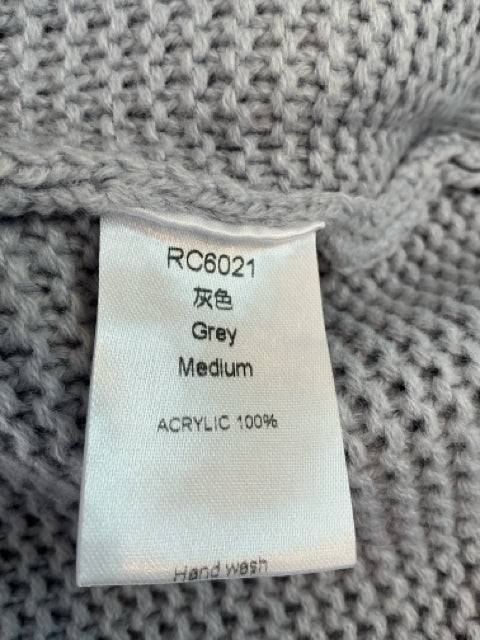 RC6021
灰色
Grey
Medium
ACRYLIC 100%
Hand wash